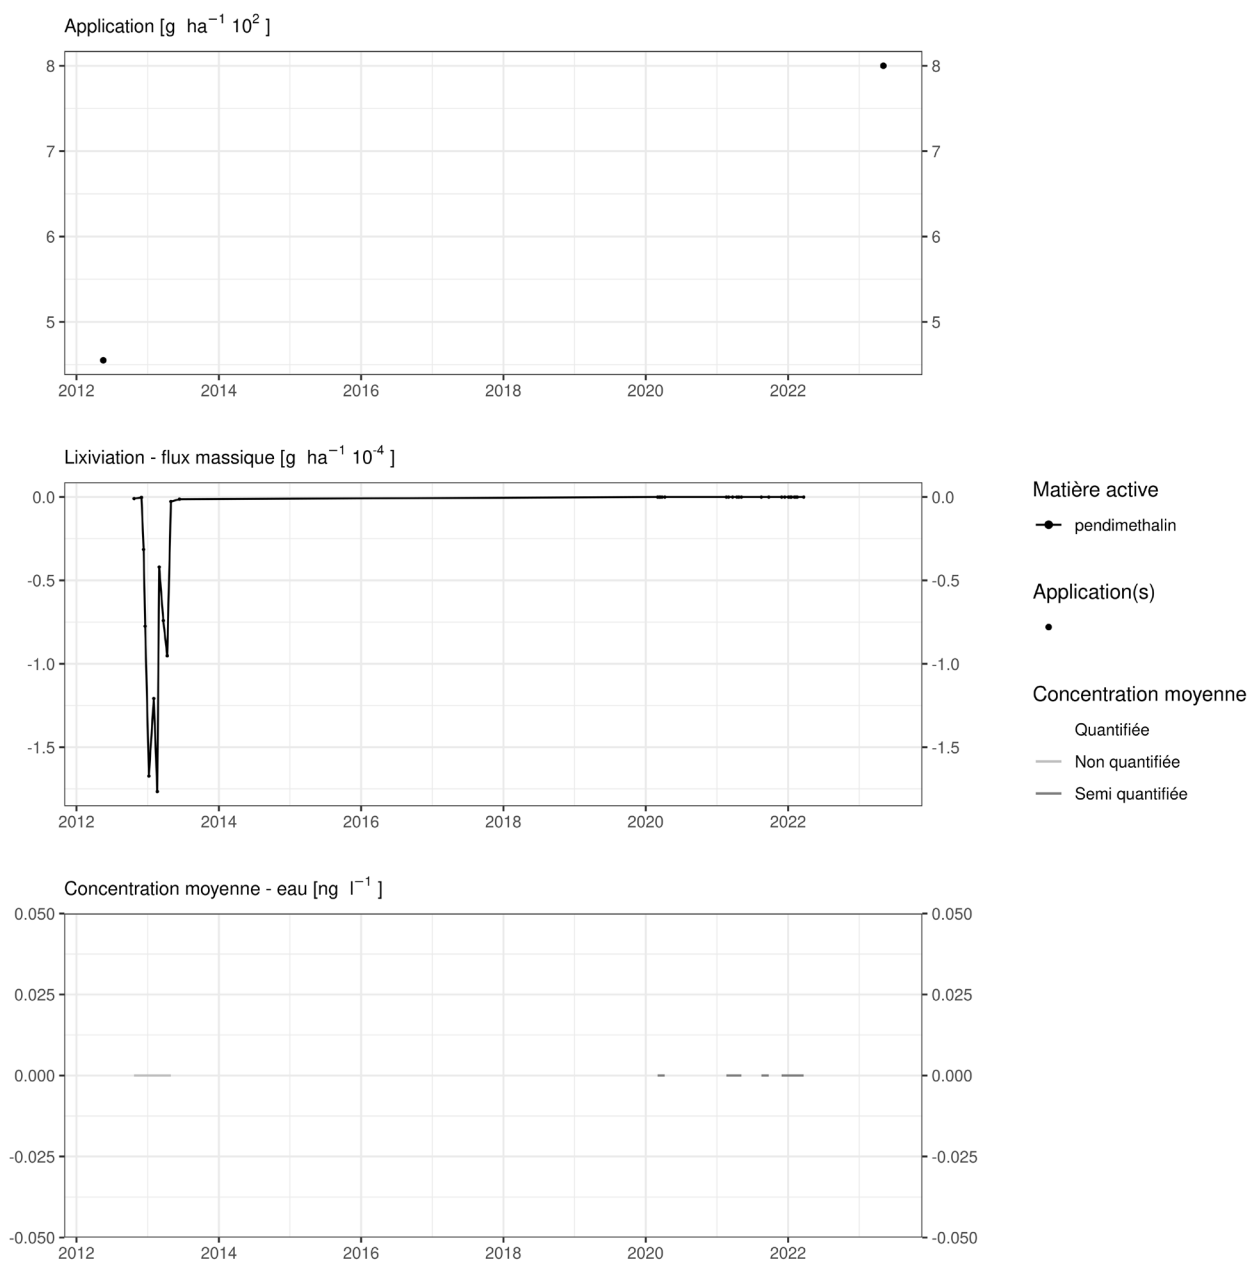 Application [g ha⁻¹ 10² ]
8 8
7 7
6 6
5 5
2012 2014 2016 2018 2020 2022
Lixiviation - flux massique [g ha⁻¹ 10⁻⁴ ]
0.0 0.0
-0.5 -0.5
-1.0 -1.0
-1.5 -1.5
2012 2014 2016 2018 2020 2022
Matière active
pendimethalin
Application(s)
Concentration moyenne
Quantifiée
Non quantifiée
Semi quantifiée
Concentration moyenne - eau [ng l⁻¹ ]
0.050 0.050
0.025 0.025
0.000 0.000
-0.025 -0.025
-0.050 -0.050
2012 2014 2016 2018 2020 2022